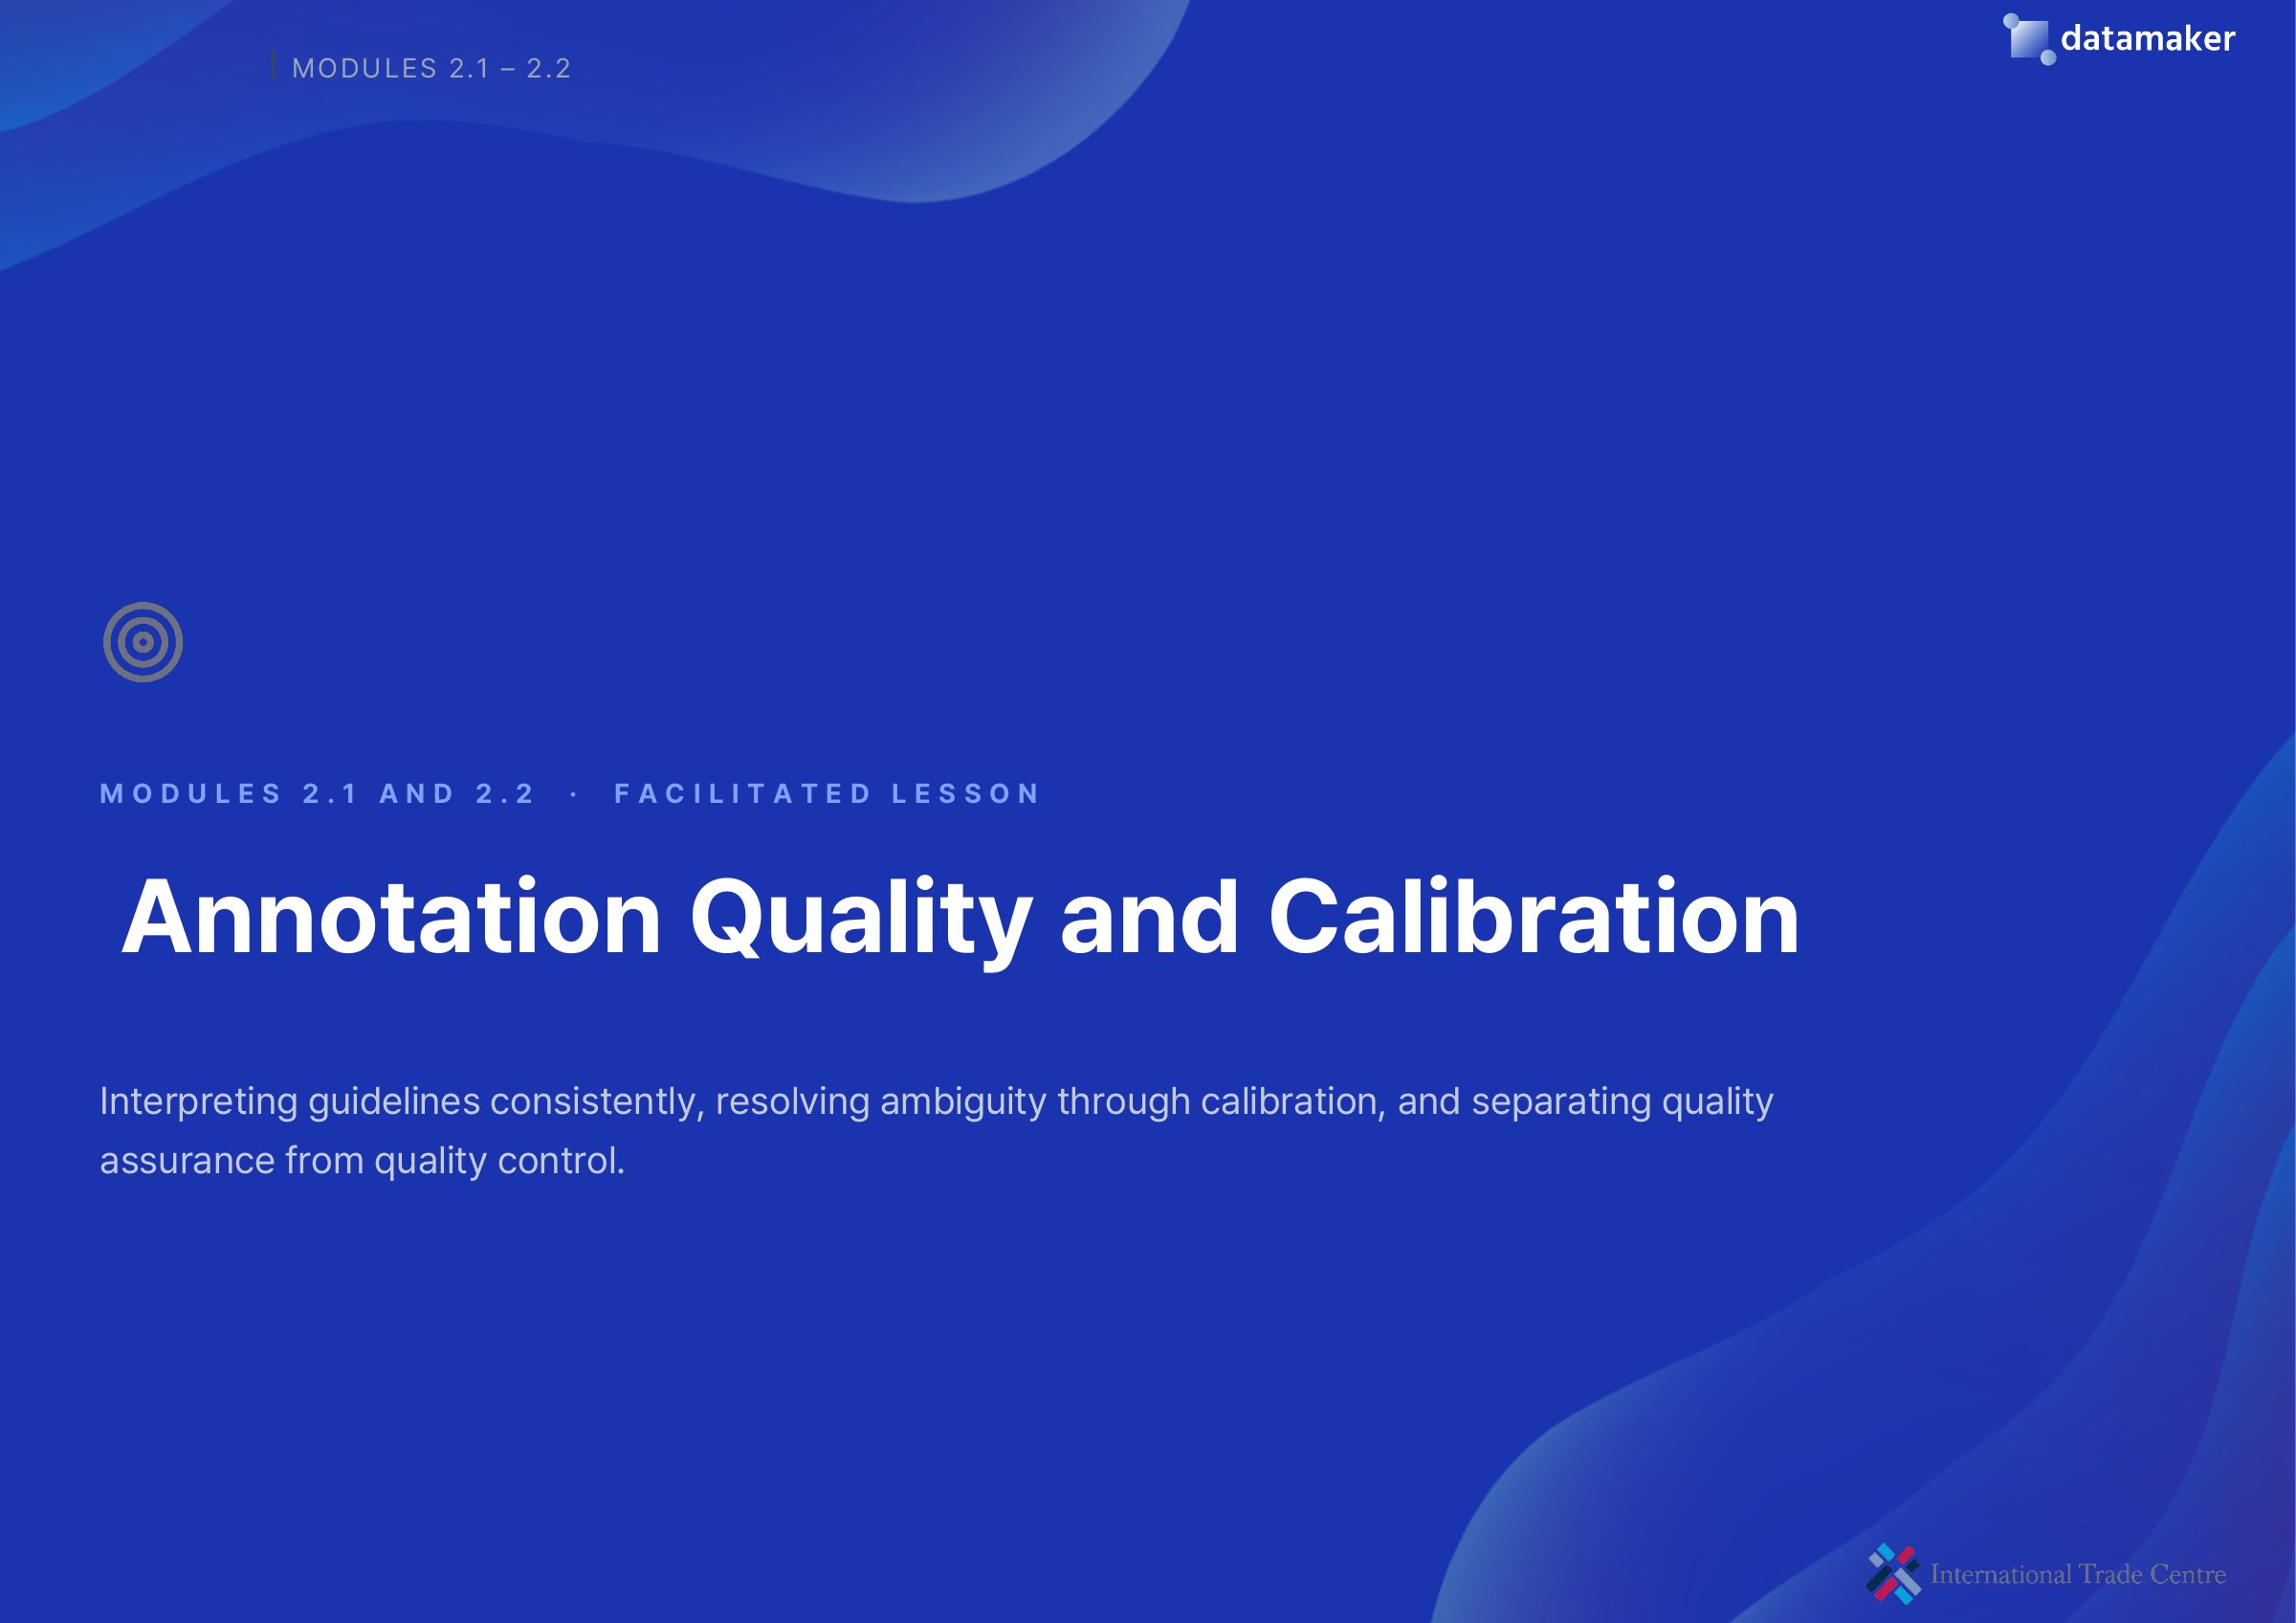 MODULES 2.1 – 2.2
datamaker
MODULES 2.1 AND 2.2 · FACILITATED LESSON
Annotation Quality and Calibration
Interpreting guidelines consistently, resolving ambiguity through calibration, and separating quality
assurance from quality control.
International Trade Centre